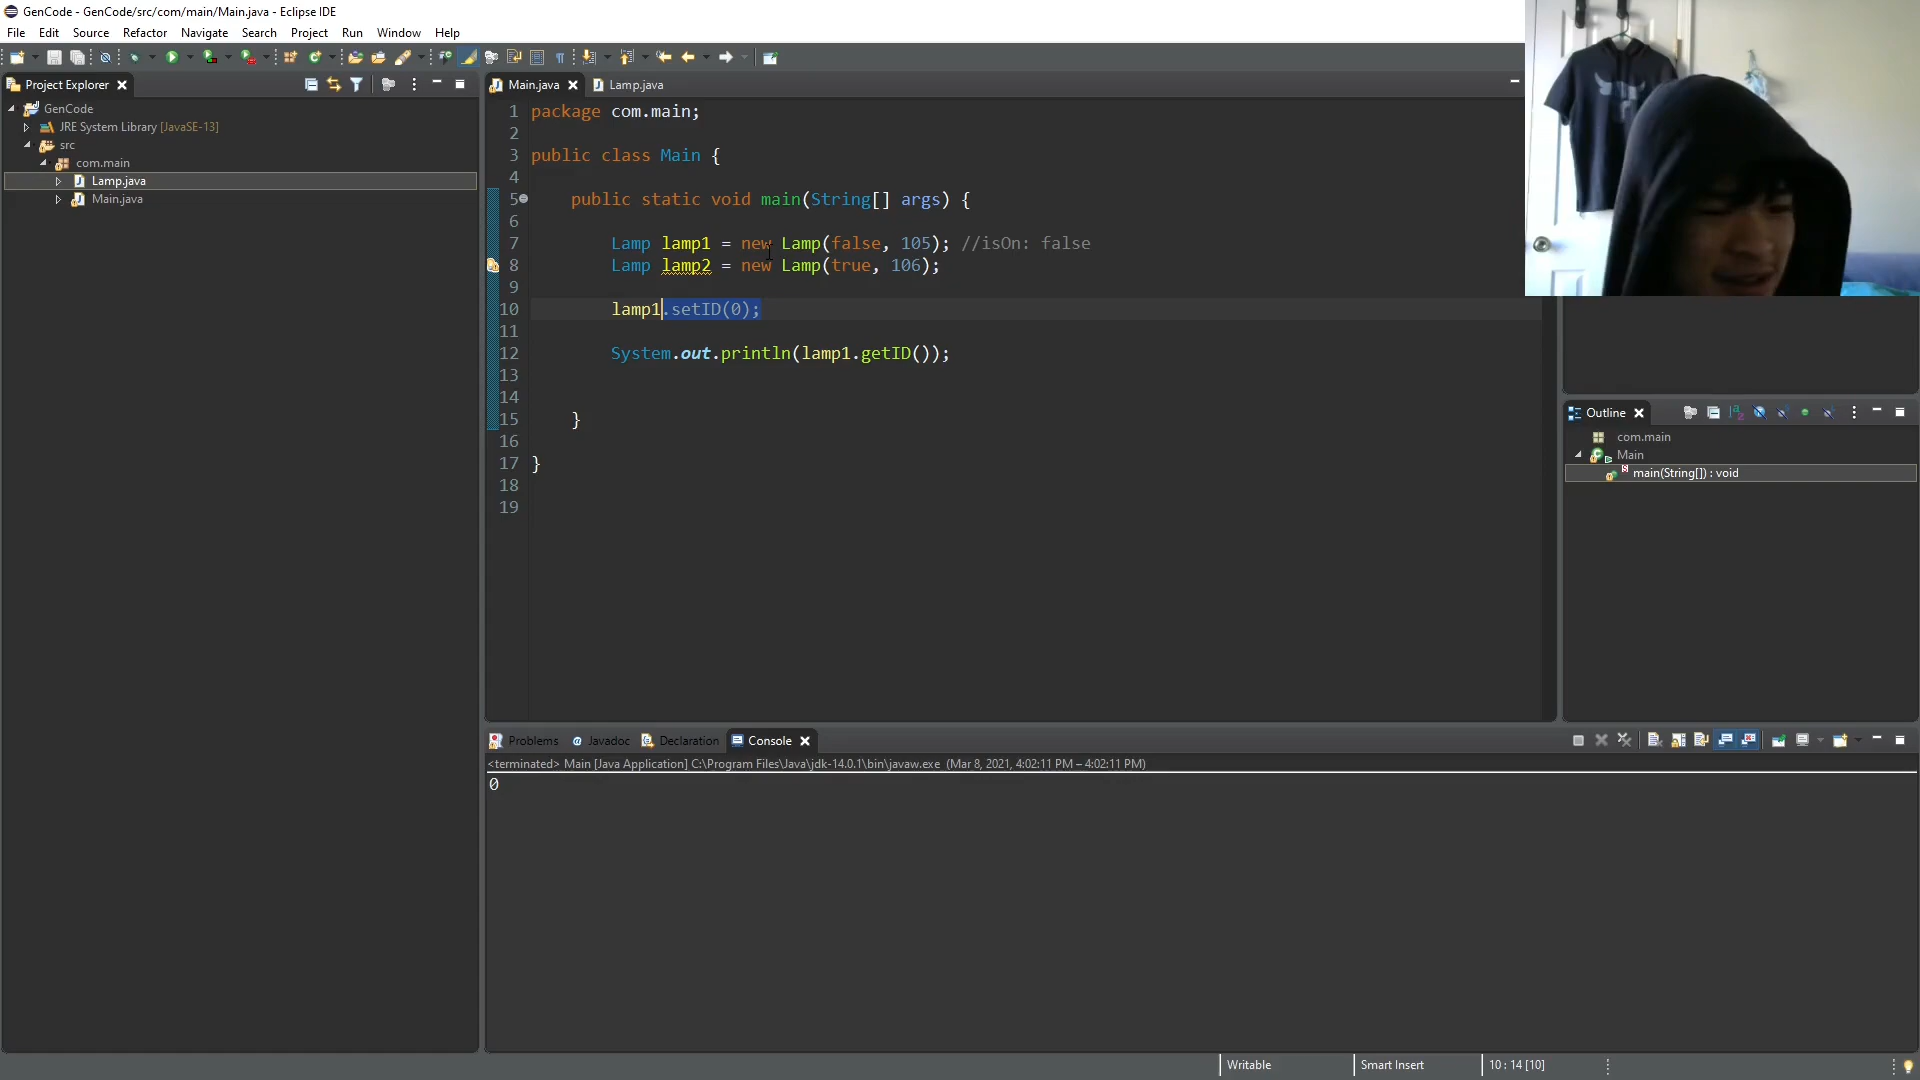 GenCode - GenCode/src/com/main/Main.java - Eclipse IDE
File Edit Source Refactor Navigate Search Project Run Window Help
Project Explorer
GenCode
JRE System Library [JavaSE-13]
src
com.main
Lamp.java
Main.java
Main.java Lamp.java
1 package com.main;
2
3 public class Main {
4
5 public static void main(String[] args) {
6
7 Lamp lamp1 = new Lamp(false, 105); //isOn: false
8 Lamp lamp2 = new Lamp(true, 106);
9
10 lamp1.setID(0);
11
12 System.out.println(lamp1.getID());
13
14
15 }
16
17 }
18
19
Outline
com.main
Main
main(String[]) : void
Problems Javadoc Declaration Console
<terminated> Main [Java Application] C:\Program Files\Java\jdk-14.0.1\bin\javaw.exe (Mar 8, 2021, 4:02:11 PM – 4:02:11 PM)
0
Writable Smart Insert 10 : 14 [10]